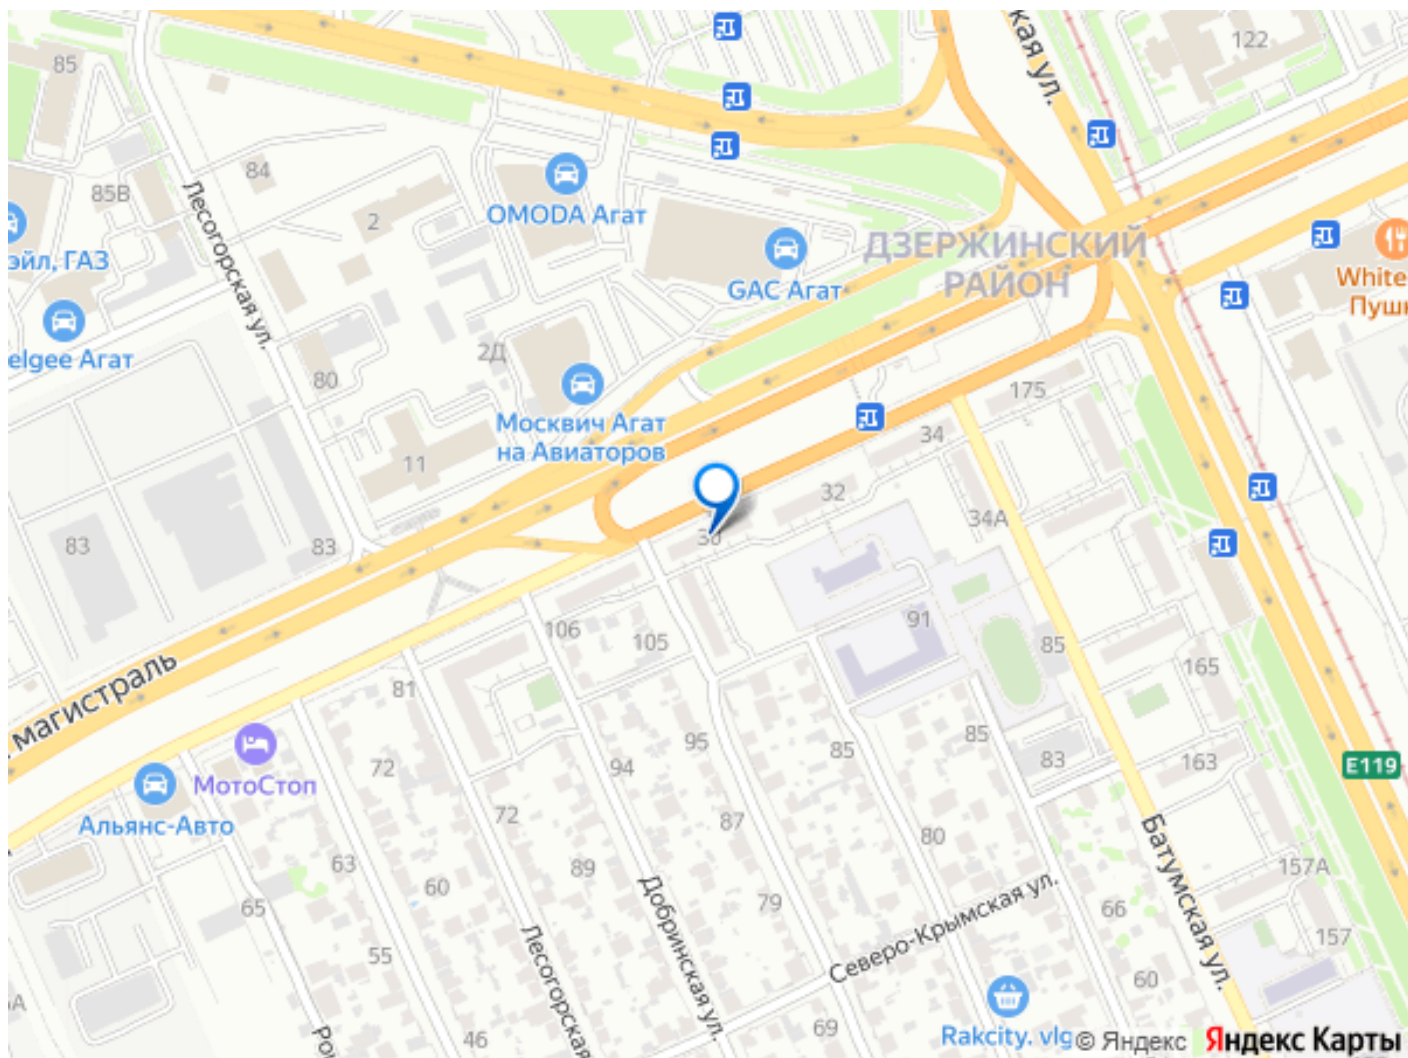 кая ул.
122
85
84
85В
Лесогорская ул.
2
OMODA Агат
ДЗЕРЖИНСКИЙ
РАЙОН
GAC Агат
эйл, ГАЗ
White
Пушк
elgee Агат
2Д
80
175
Москвич Агат
на Авиаторов
11
34
32
34А
30
83
83
106
105
91
85
165
магистраль
81
95
85
85
83
163
E119
МотоСтоп
72
94
Альянс-Авто
72
87
80
Батумская ул.
63
60
89
79
157А
65
Добринская ул.
Северо-Крымская ул.
66
157
55
Лесогорская
60
Rakcity. vlg
69
46
© Яндекс Яндекс Карты